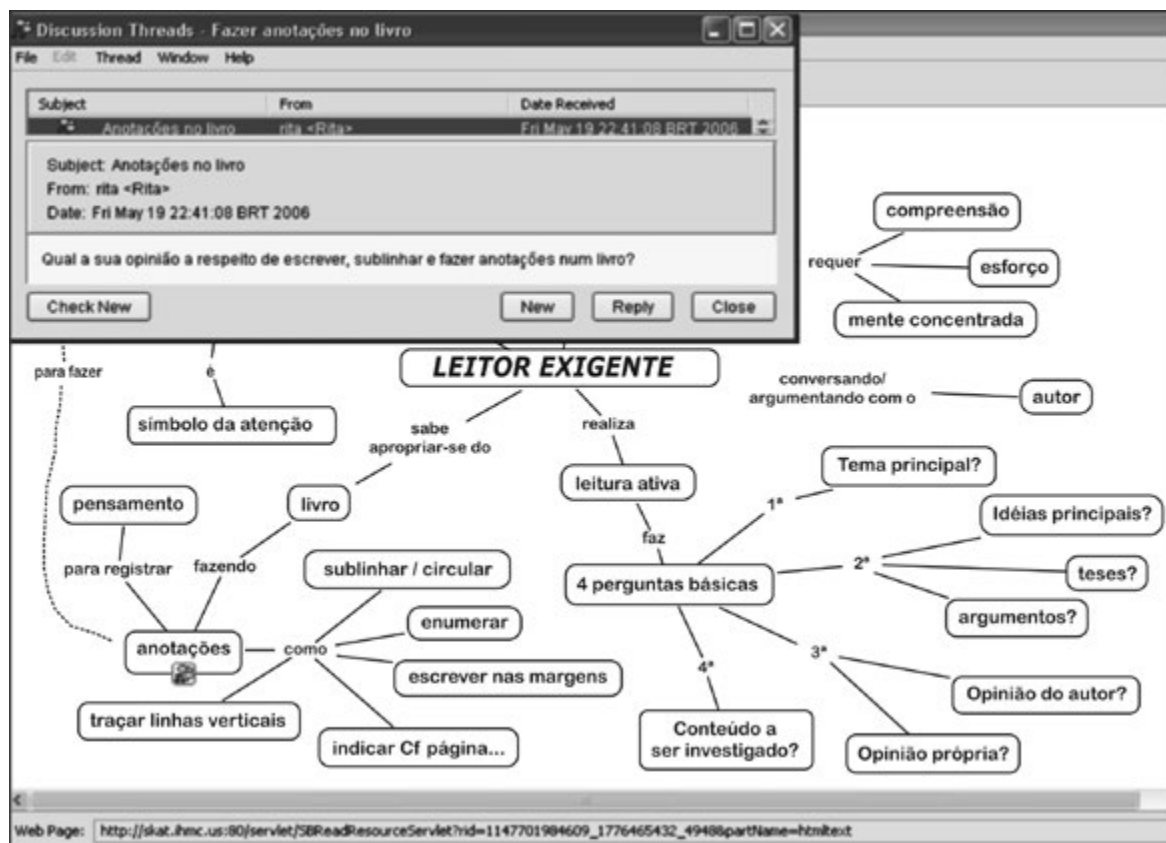 Discussion Threads - Fazer anotações no livro
File Edit Thread Window Help
Subject From Date Received
Anotações no livro rita <Rita> Fri May 19 22:41:08 BRT 2006
Subject: Anotações no livro
From: rita <Rita>
Date: Fri May 19 22:41:08 BRT 2006
Qual a sua opinião a respeito de escrever, sublinhar e fazer anotações num livro?
Check New New Reply Close
requer
compreensão
esforço
mente concentrada
para fazer
é
símbolo da atenção
LEITOR EXIGENTE
conversando/
argumentando com o
autor
sabe
apropriar-se do
livro
fazendo
pensamento
para registrar
anotações
como
sublinhar / circular
enumerar
escrever nas margens
indicar Cf página...
traçar linhas verticais
realiza
leitura ativa
faz
4 perguntas básicas
1ª
Tema principal?
2ª
Idéias principais?
teses?
argumentos?
3ª
Opinião do autor?
Opinião própria?
4ª
Conteúdo a
ser investigado?
Web Page: http://skat.ihmc.us:80/servlet/SBReadResourceServlet?rid=1147701984609_1776465432_4948&partName=htmltext